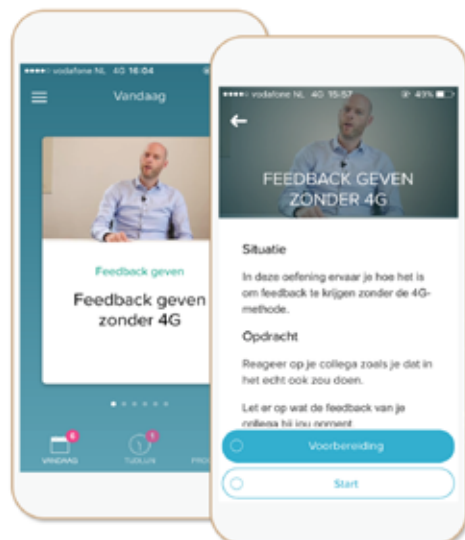 vodafone NL 4G 16:04
Vandaag
Feedback geven
Feedback geven
zonder 4G
6
1
VANDAAG
TIJDLIJN
vodafone NL 4G 15:57
49%
FEEDBACK GEVEN
ZONDER 4G
Situatie
In deze oefening ervaar je hoe het is
om feedback te krijgen zonder de 4G-
methode.
Opdracht
Reageer op je collega zoals je dat in
het echt ook zou doen.
Let er op wat de feedback van je
collega bij jou oproept
Voorbereiding
Start